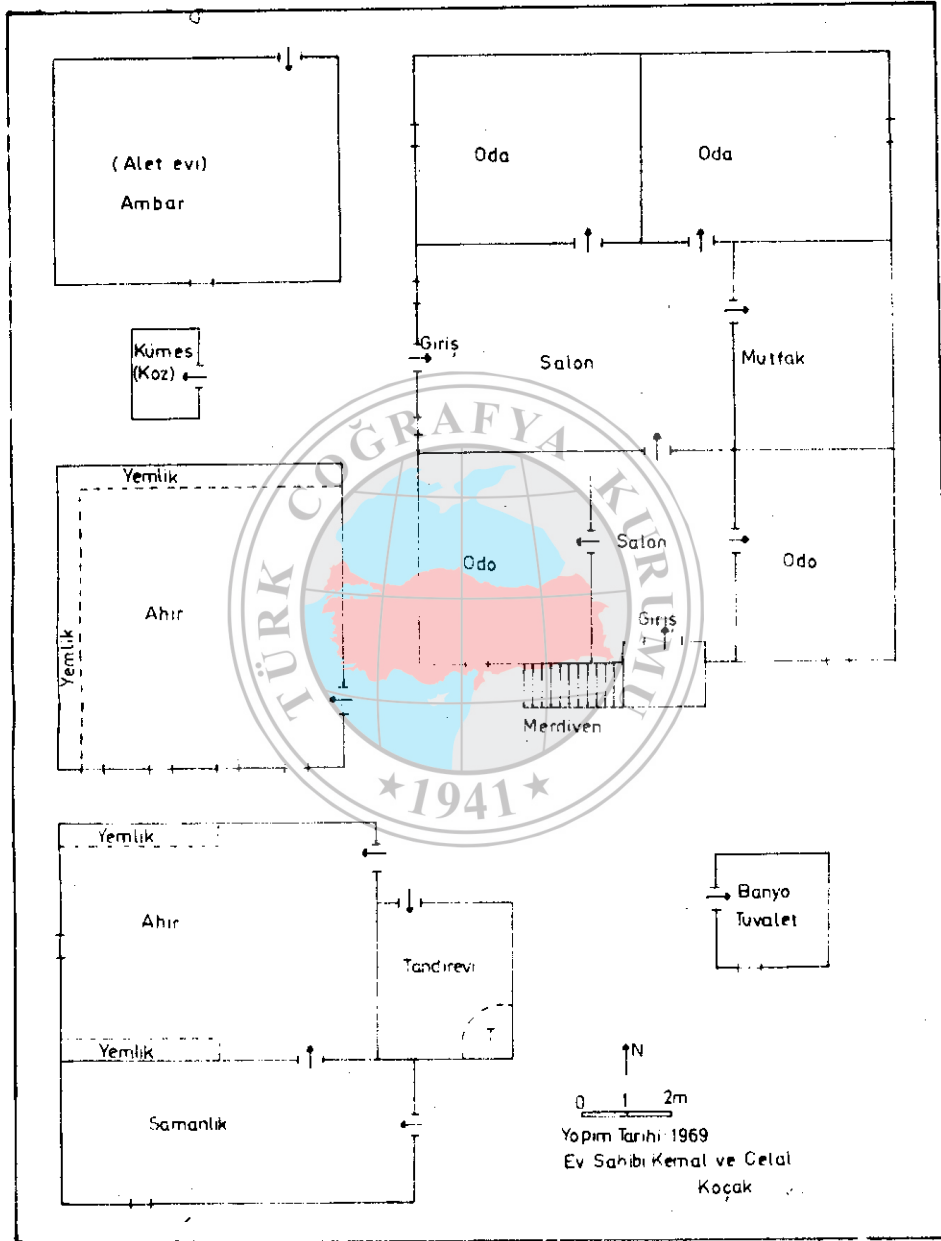 (Alet evi)
Ambar
Oda
Oda
Kümes
(Koz)
Giriş
Salon
Mutfak
Yemlik
Yemlik
Ahır
Odo
Salon
Odo
Giriş
Merdiven
TÜRK COĞRAFYA KURUMU
1941
Yemlik
Ahır
Yemlik
Tandırevi
T
Banyo
Tuvalet
Samanlık
N
0 1 2m
Yopım Tarihi 1969
Ev Sahibi Kemal ve Celal
Koçak